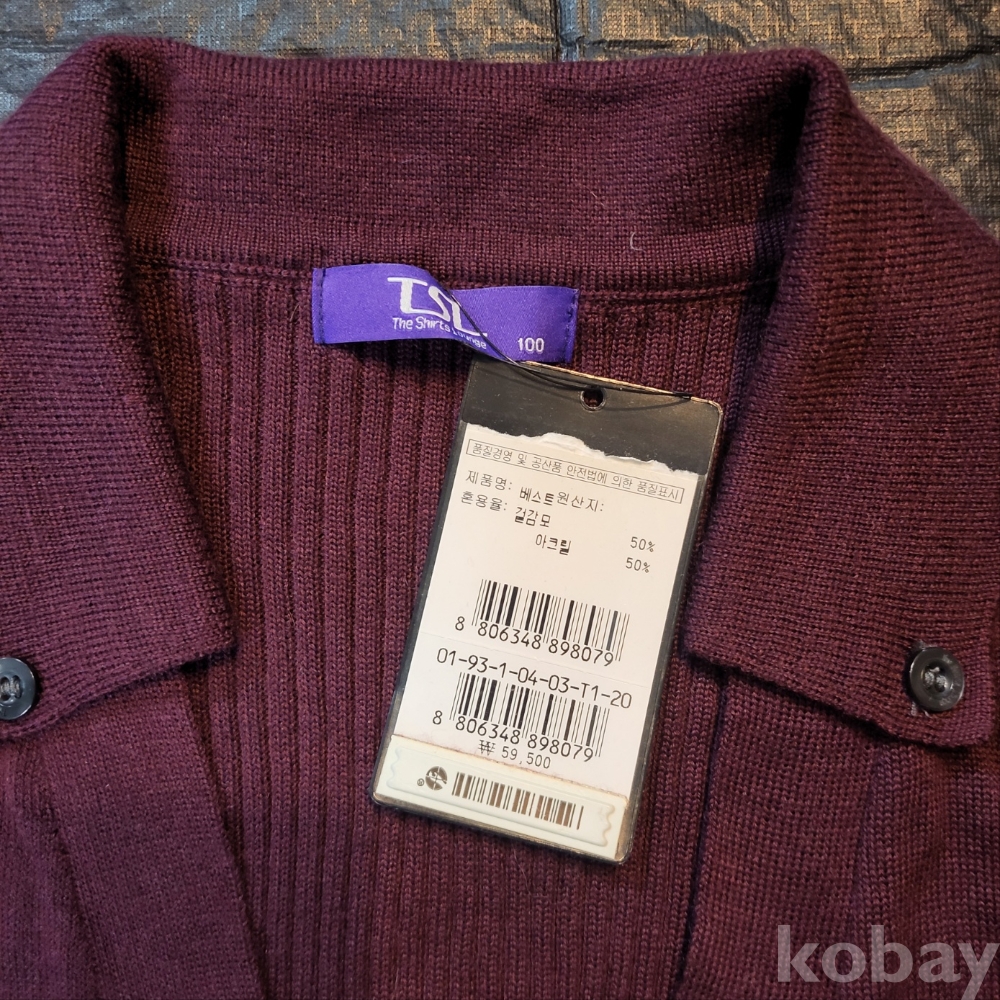 TSL
The Shirts Lounge
100
품질경영 및 공산품 안전법에 의한 품질표시
제품명: 베스트 원산지:
혼용율: 겉감모 50%
아크릴 50%
8 806348 898079
01-93-1-04-03-T1-20
8 806348 898079
₩ 59,500
kobay